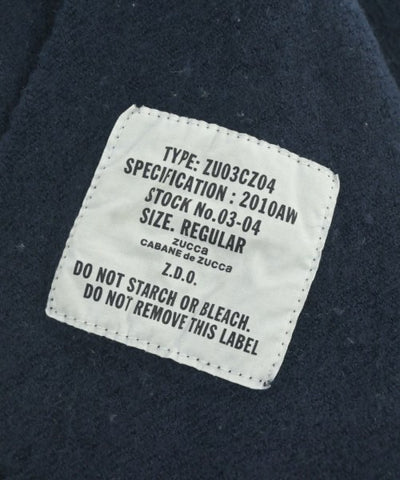 TYPE: ZU03CZ04
SPECIFICATION : 2010AW
STOCK No.03-04
SIZE. REGULAR
zucca
CABANE de zucca
Z.D.O.
DO NOT STARCH OR BLEACH.
DO NOT REMOVE THIS LABEL